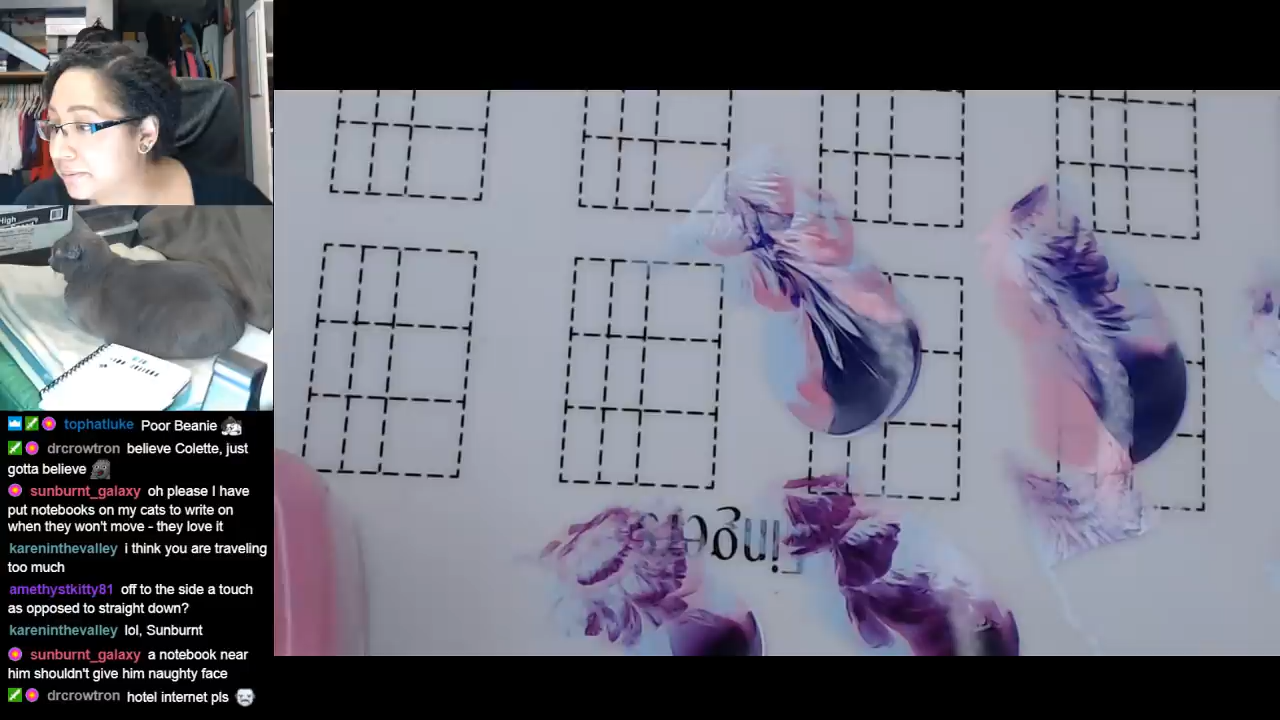 High
tophatluke Poor Beanie
drcrowtron believe Colette, just
gotta believe
sunburnt_galaxy oh please I have
put notebooks on my cats to write on
when they won't move - they love it
kareninthevalley i think you are traveling
too much
amethystkitty81 off to the side a touch
as opposed to straight down?
kareninthevalley lol, Sunburnt
sunburnt_galaxy a notebook near
him shouldn't give him naughty face
drcrowtron hotel internet pls